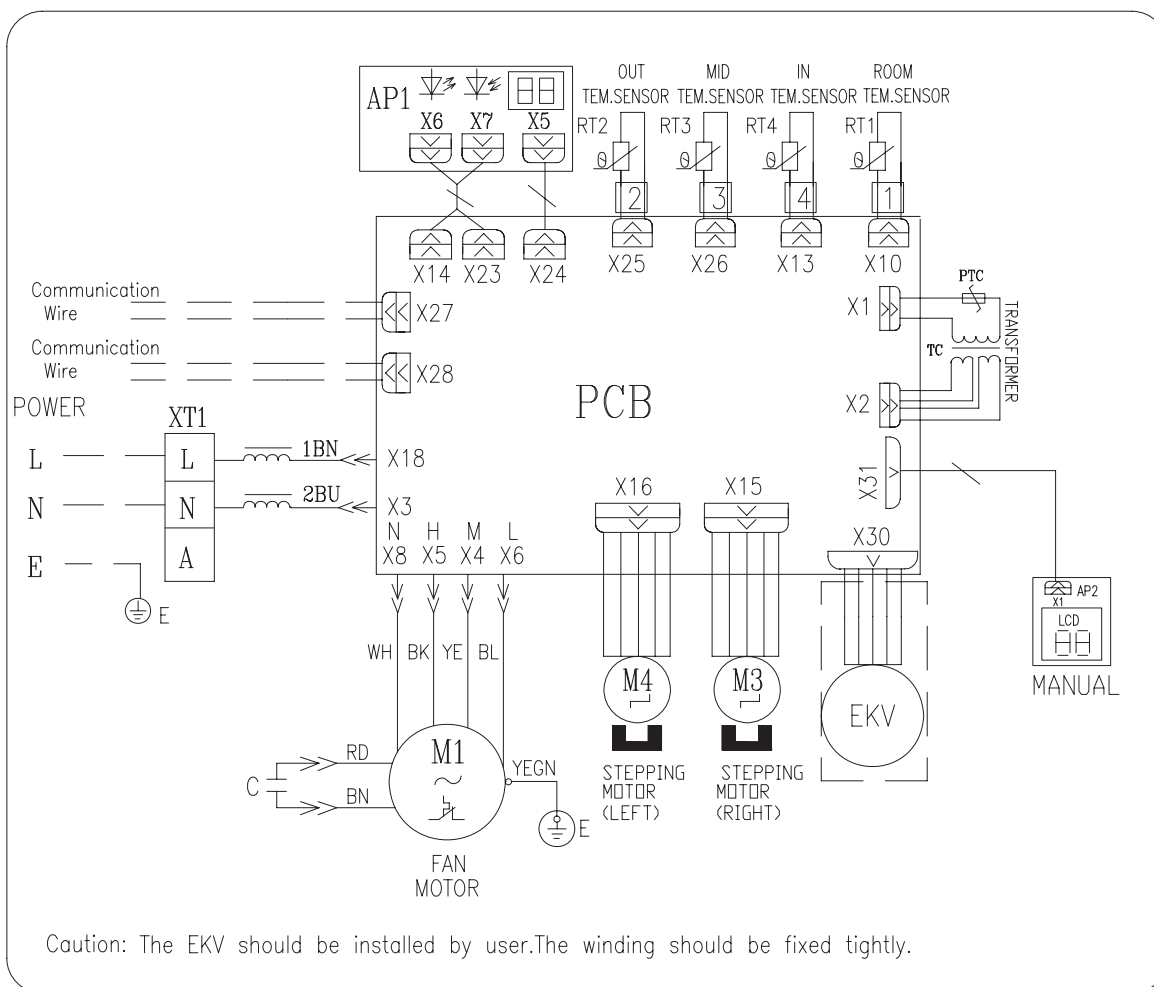 AP1
X6 X7 X5
OUT
TEM.SENSOR
MID
TEM.SENSOR
IN
TEM.SENSOR
ROOM
TEM.SENSOR
RT2 RT3 RT4 RT1
θ θ θ θ
2 3 4 1
X14 X23 X24 X25 X26 X13 X10
Communication
Wire
X27
Communication
Wire
X28
PTC
X1
TC
TRANSFORMER
X2
PCB
POWER
XT1
L L 1BN X18
N N 2BU X3
E A
E
X31
X16 X15
X30
N H M L
X8 X5 X4 X6
WH BK YE BL
AP2
X1
LCD
88
MANUAL
M4 M3
EKV
STEPPING
MOTOR
(LEFT)
STEPPING
MOTOR
(RIGHT)
C
RD
BN
M1
~
YEGN
E
FAN
MOTOR
Caution: The EKV should be installed by user.The winding should be fixed tightly.